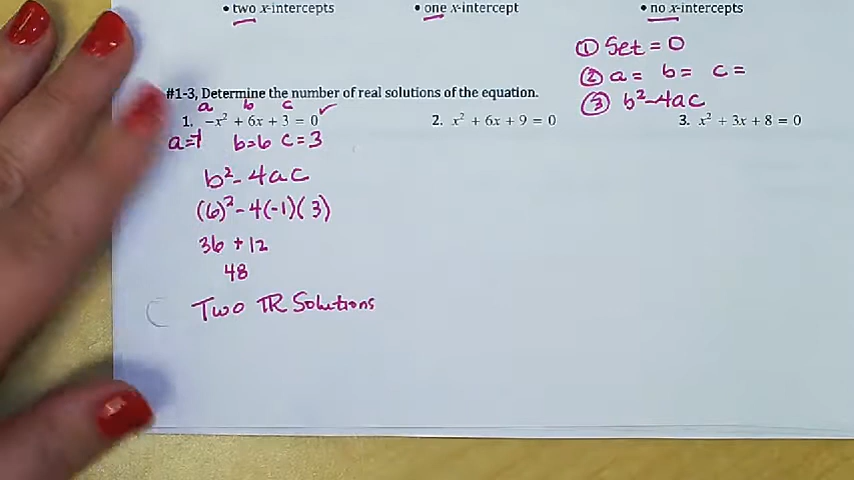 • two x-intercepts • one x-intercept • no x-intercepts
① Set = 0
② a = b = c =
③ b² - 4ac
#1-3, Determine the number of real solutions of the equation.
a b c
1. −x² + 6x + 3 = 0 ✓ 2. x² + 6x + 9 = 0 3. x² + 3x + 8 = 0
a=-1 b=6 c=3
b² - 4ac
(6)² - 4(-1)(3)
36 + 12
48
Two ℝ Solutions